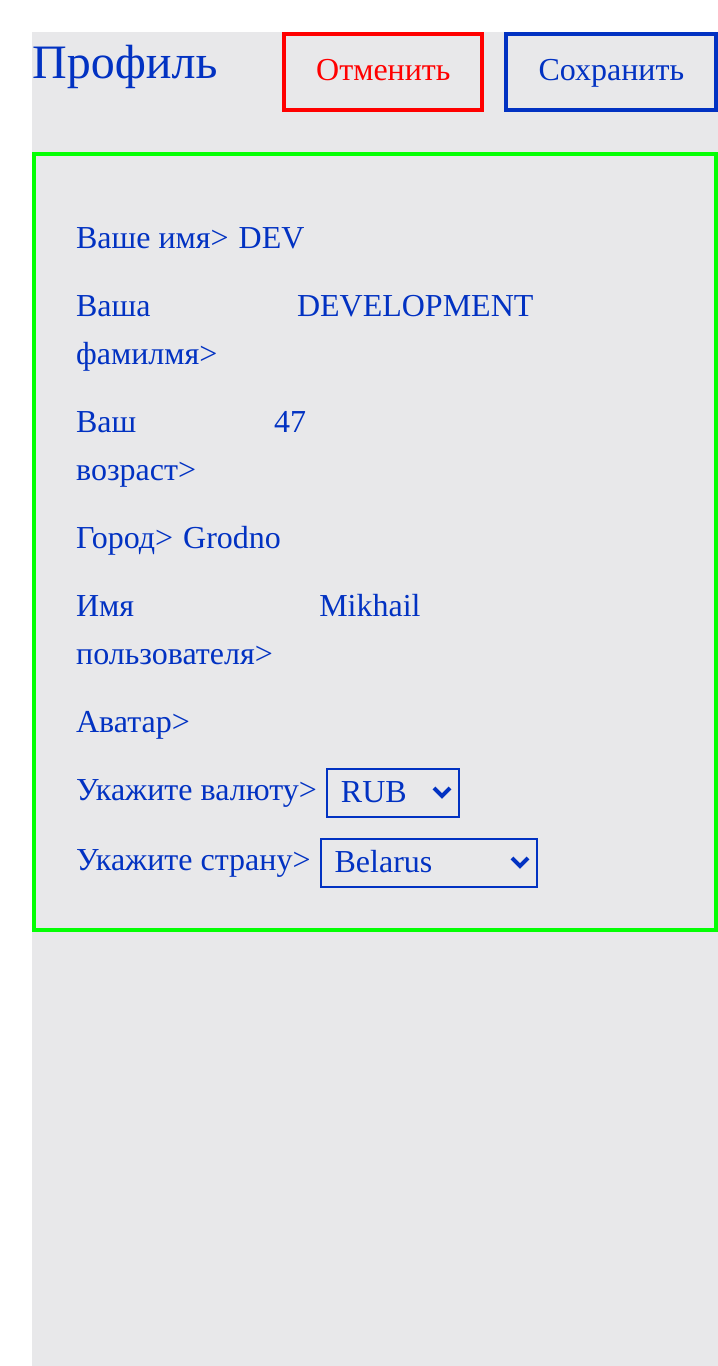 Профиль Отменить Сохранить
Ваше имя> DEV
Ваша DEVELOPMENT
фамилмя>
Ваш 47
возраст>
Город> Grodno
Имя Mikhail
пользователя>
Аватар>
Укажите валюту> RUB
Укажите страну> Belarus